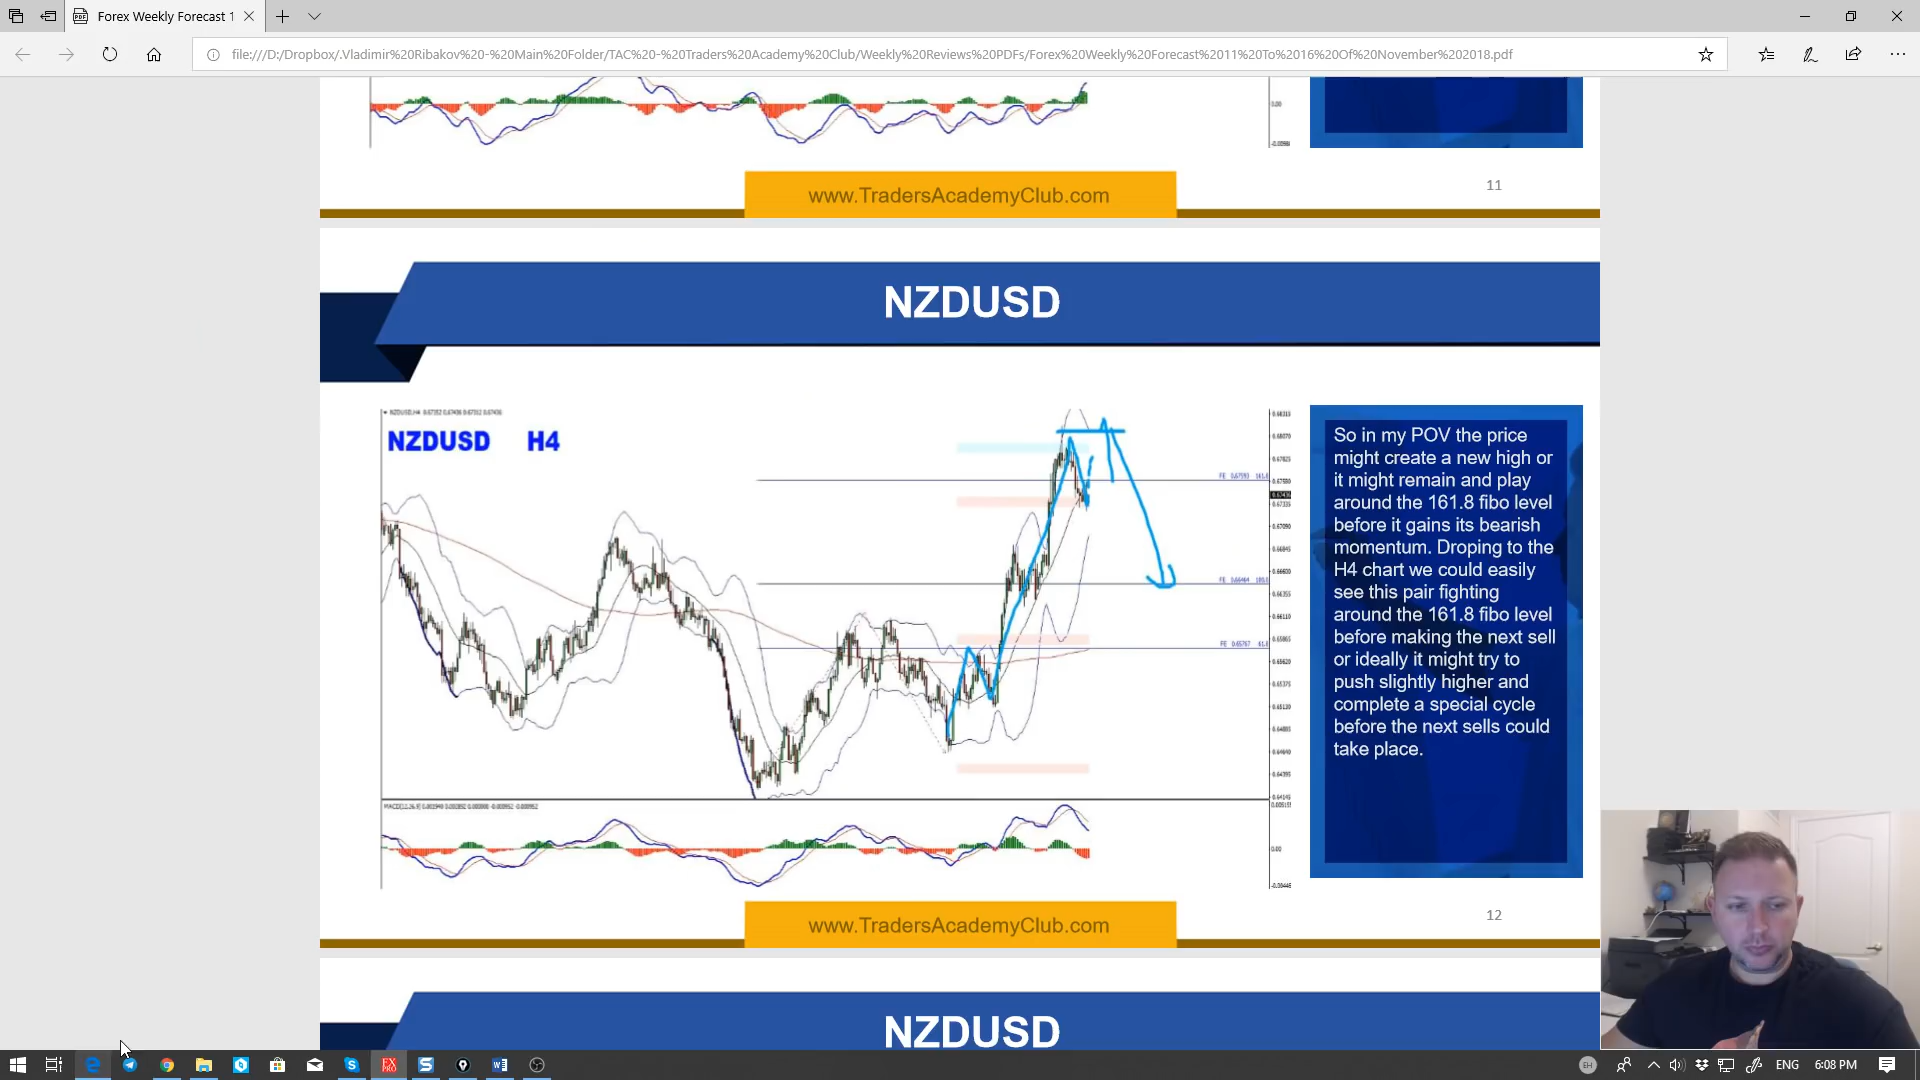 Forex Weekly Forecast 1
file:///D:/Dropbox/.Vladimir%20Ribakov%20-%20Main%20Folder/TAC%20-%20Traders%20Academy%20Club/Weekly%20Reviews%20PDFs/Forex%20Weekly%20Forecast%2011%20To%2016%20Of%20November%202018.pdf
0.00
www.TradersAcademyClub.com
11
NZDUSD
NZDUSD H4
So in my POV the price
might create a new high or
it might remain and play
around the 161.8 fibo level
before it gains its bearish
momentum. Droping to the
H4 chart we could easily
see this pair fighting
around the 161.8 fibo level
before making the next sell
or ideally it might try to
push slightly higher and
complete a special cycle
before the next sells could
take place.
0.00
www.TradersAcademyClub.com
12
NZDUSD
ENG
6:08 PM